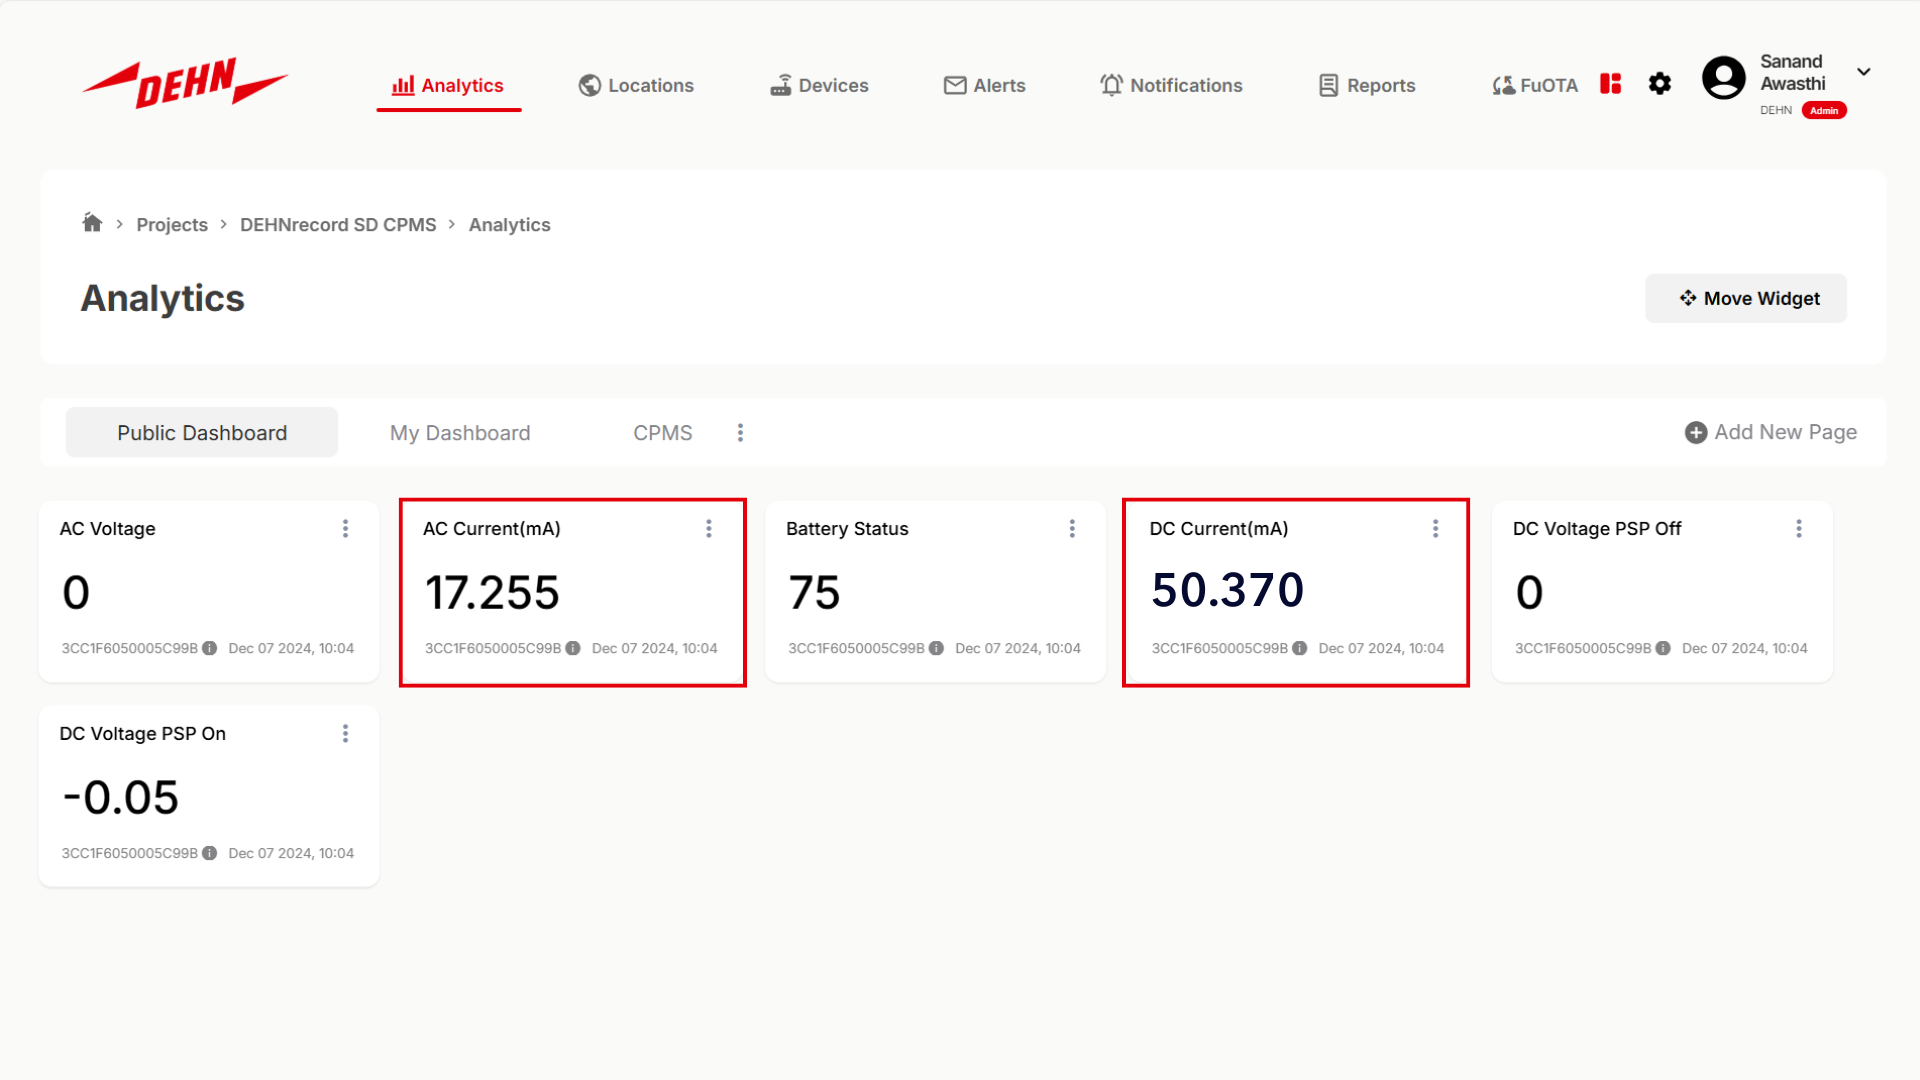 DEHN
Analytics
Locations
Devices
Alerts
Notifications
Reports
FuOTA
Sanand
Awasthi
DEHN Admin
Projects > DEHNrecord SD CPMS > Analytics
Analytics
Move Widget
Public Dashboard
My Dashboard
CPMS
Add New Page
AC Voltage
0
3CC1F6050005C99B Dec 07 2024, 10:04
AC Current(mA)
17.255
3CC1F6050005C99B Dec 07 2024, 10:04
Battery Status
75
3CC1F6050005C99B Dec 07 2024, 10:04
DC Current(mA)
50.370
3CC1F6050005C99B Dec 07 2024, 10:04
DC Voltage PSP Off
0
3CC1F6050005C99B Dec 07 2024, 10:04
DC Voltage PSP On
-0.05
3CC1F6050005C99B Dec 07 2024, 10:04